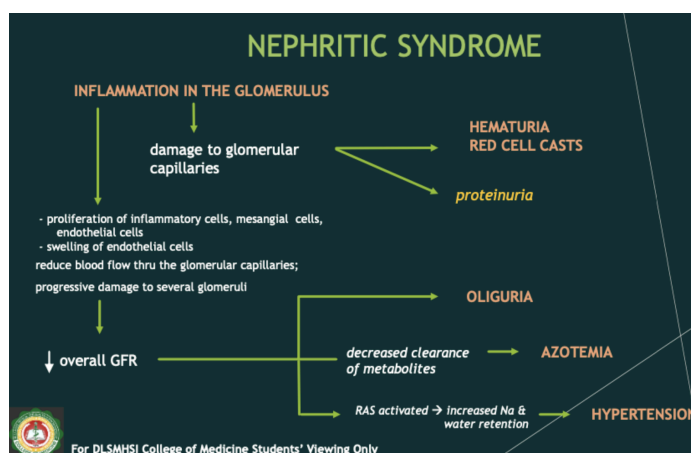 NEPHRITIC SYNDROME
INFLAMMATION IN THE GLOMERULUS
damage to glomerular
capillaries
HEMATURIA
RED CELL CASTS
proteinuria
- proliferation of inflammatory cells, mesangial cells,
endothelial cells
- swelling of endothelial cells
reduce blood flow thru the glomerular capillaries;
progressive damage to several glomeruli
OLIGURIA
↓ overall GFR
decreased clearance
of metabolites
AZOTEMIA
RAS activated → increased Na &
water retention
HYPERTENSION
For DLSMHSI College of Medicine Students' Viewing Only